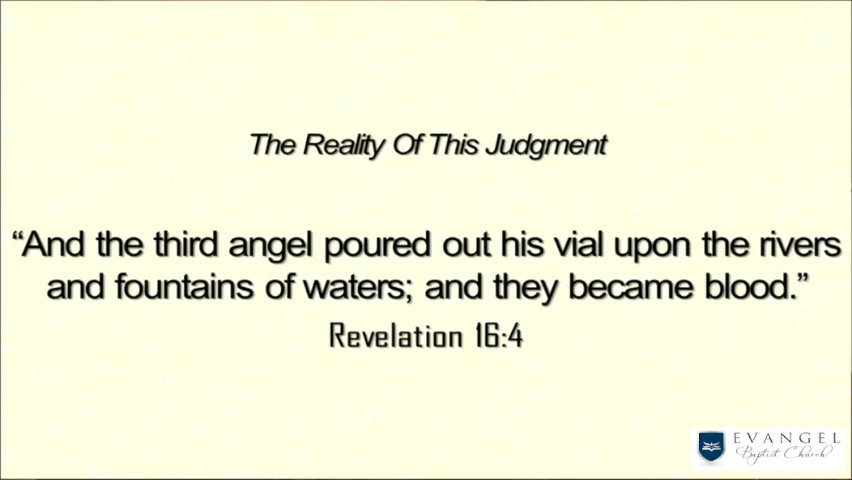 The Reality Of This Judgment
“And the third angel poured out his vial upon the rivers
and fountains of waters; and they became blood.”
Revelation 16:4
EVANGEL
Baptist Church